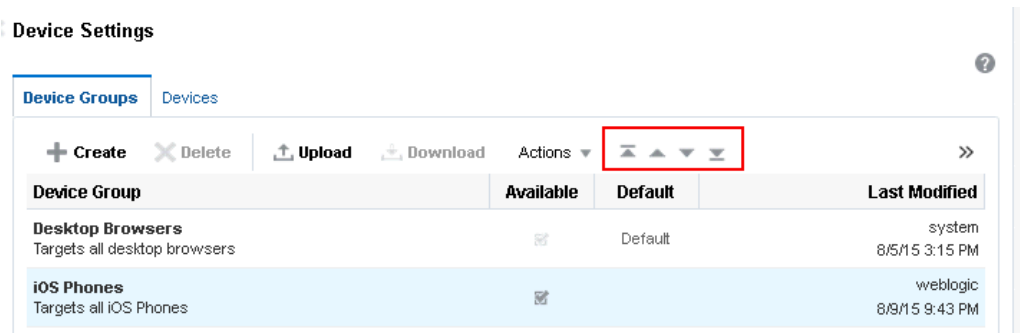 Device Settings
Device Groups Devices
Create Delete Upload Download Actions
Device Group Available Default Last Modified
Desktop Browsers Default system
Targets all desktop browsers 8/5/15 3:15 PM
iOS Phones weblogic
Targets all iOS Phones 8/9/15 9:43 PM